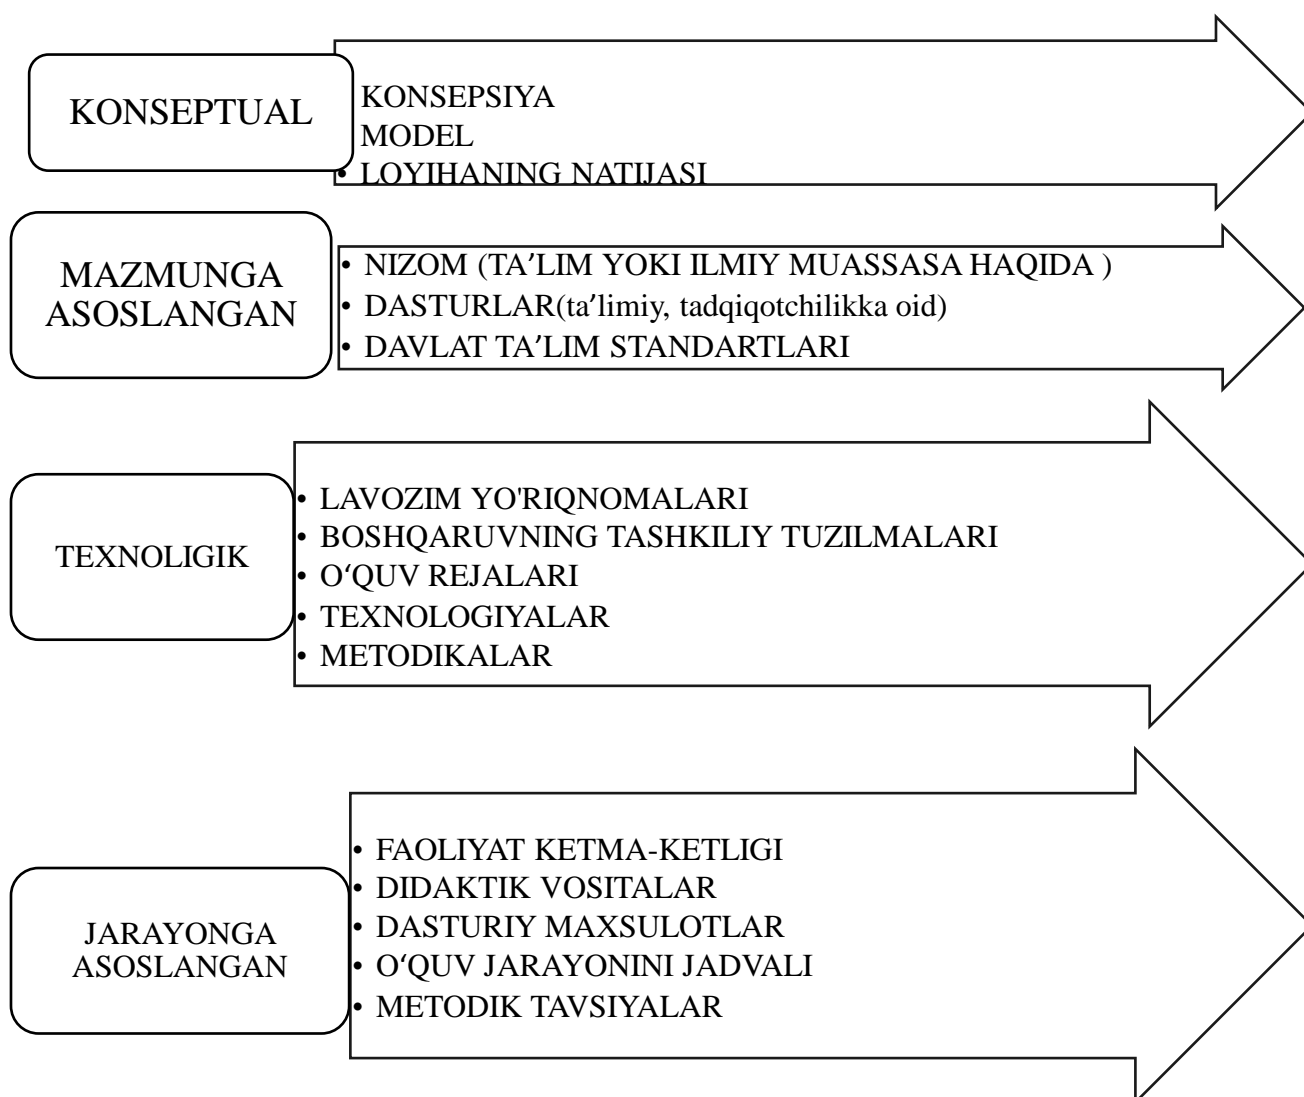 KONSEPTUAL
KONSEPSIYA
MODEL
• LOYIHANING NATIJASI
MAZMUNGA
ASOSLANGAN
• NIZOM (TA’LIM YOKI ILMIY MUASSASA HAQIDA )
• DASTURLAR(ta’limiy, tadqiqotchilikka oid)
• DAVLAT TA’LIM STANDARTLARI
TEXNOLIGIK
• LAVOZIM YO'RIQNOMALARI
• BOSHQARUVNING TASHKILIY TUZILMALARI
• O‘QUV REJALARI
• TEXNOLOGIYALAR
• METODIKALAR
JARAYONGA
ASOSLANGAN
• FAOLIYAT KETMA-KETLIGI
• DIDAKTIK VOSITALAR
• DASTURIY MAXSULOTLAR
• O‘QUV JARAYONINI JADVALI
• METODIK TAVSIYALAR